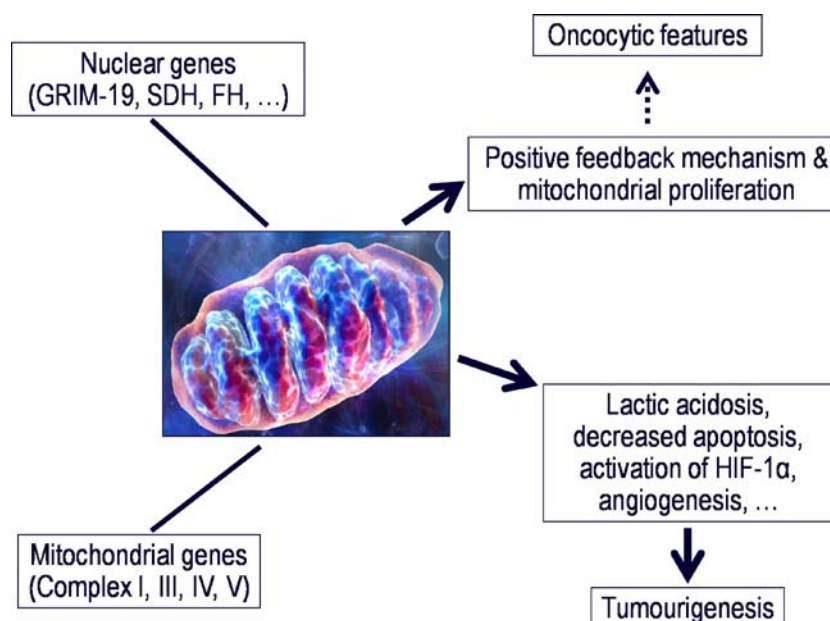 Nuclear genes
(GRIM-19, SDH, FH, …)
Oncocytic features
Positive feedback mechanism &
mitochondrial proliferation
Lactic acidosis,
decreased apoptosis,
activation of HIF-1α,
angiogenesis, …
Mitochondrial genes
(Complex I, III, IV, V)
Tumourigenesis